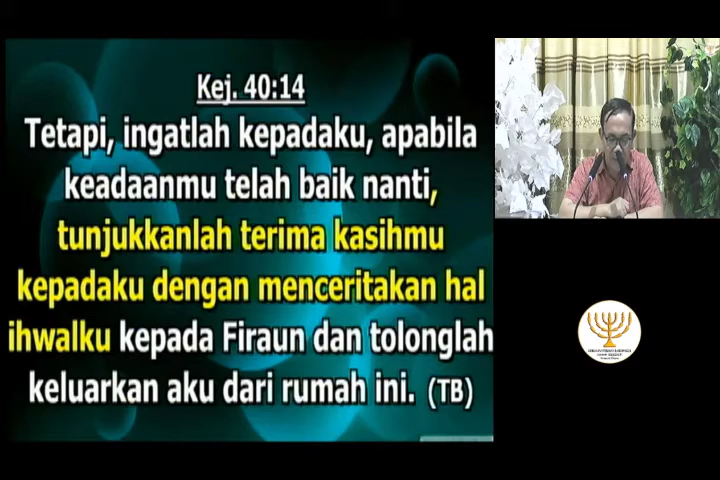 Kej. 40:14
Tetapi, ingatlah kepadaku, apabila
keadaanmu telah baik nanti,
tunjukkanlah terima kasihmu
kepadaku dengan menceritakan hal
ihwalku kepada Firaun dan tolonglah
keluarkan aku dari rumah ini. (TB)